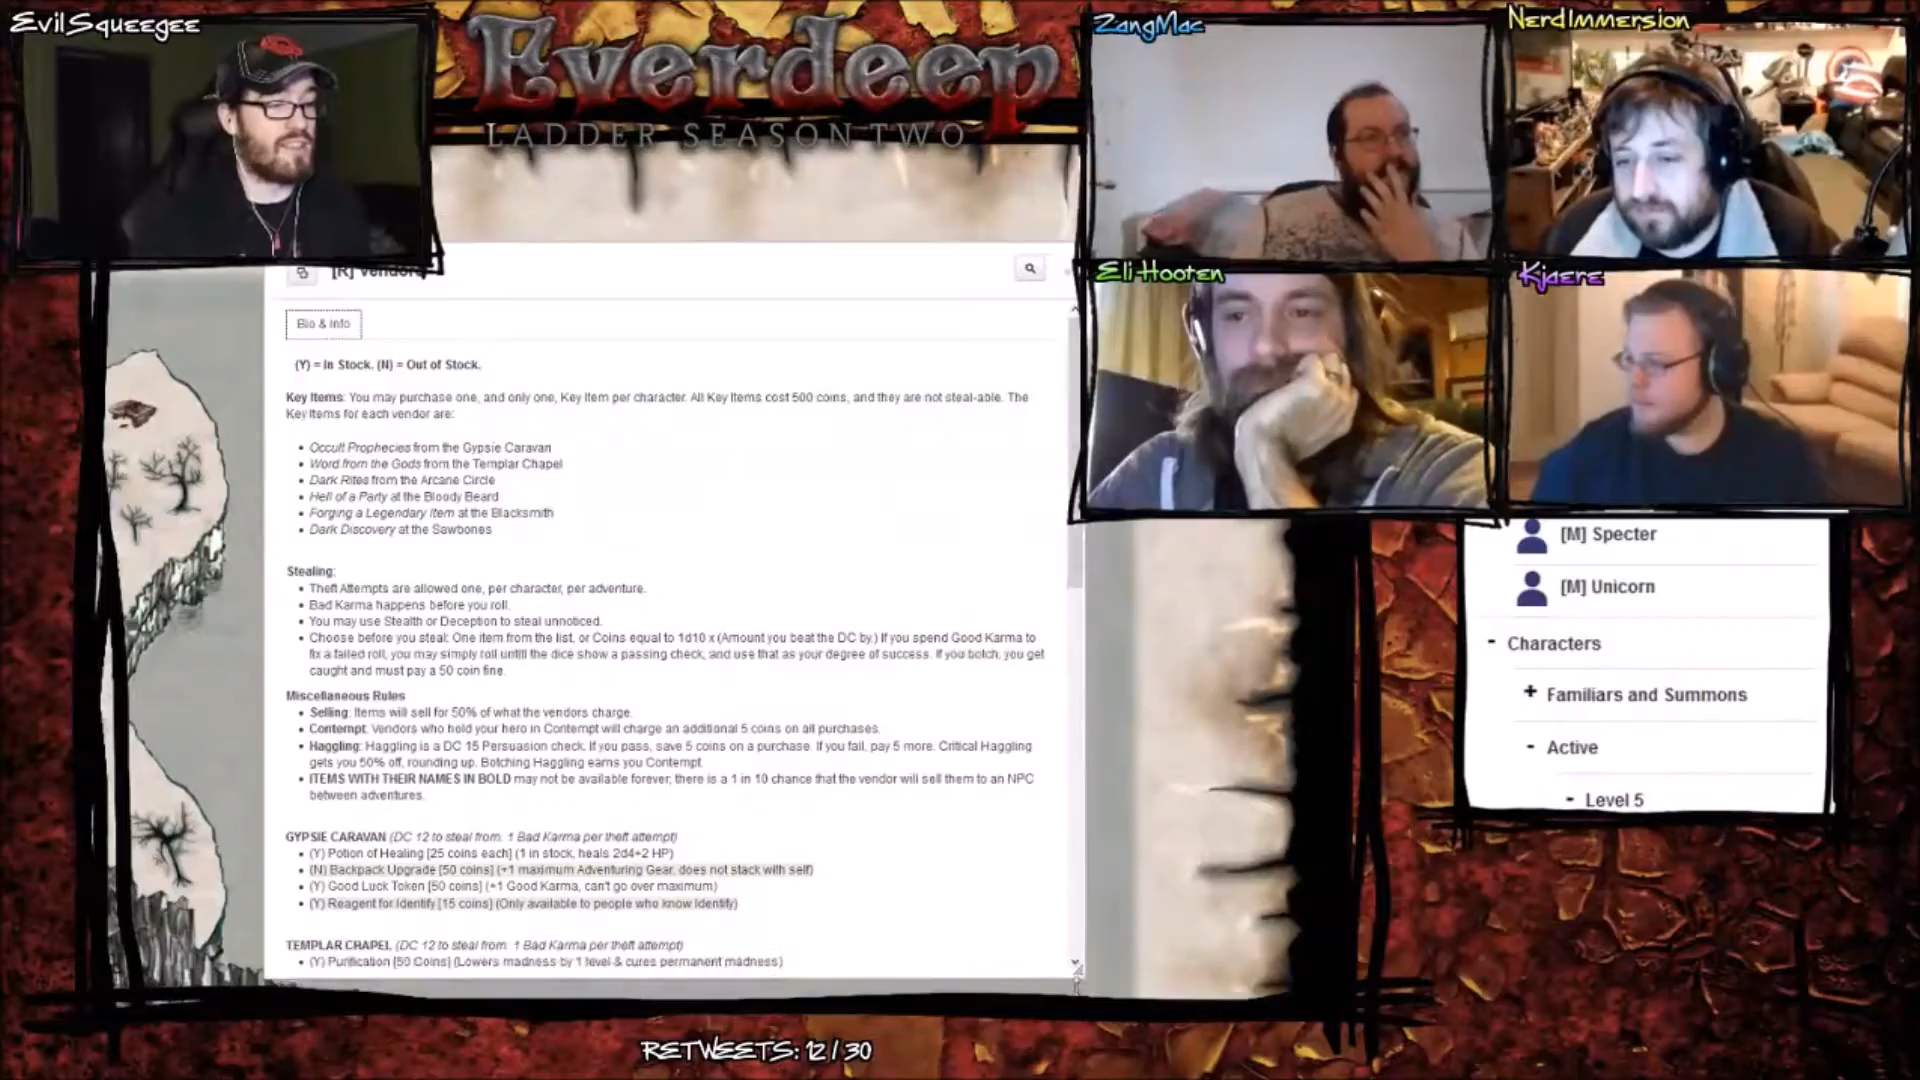 EvilSqueegee
Everdeep
LADDER SEASON TWO
ZangMac
NerdImmersion
Eli Hooten
Kjaere
[R] Vendors
Bio & Info
(Y) = In Stock. (N) = Out of Stock.
Key Items: You may purchase one, and only one, Key Item per character. All Key Items cost 500 coins, and they are not steal-able. The
Key Items for each vendor are:
• Occult Prophecies from the Gypsie Caravan
• Word from the Gods from the Templar Chapel
• Dark Rites from the Arcane Circle
• Hell of a Party at the Bloody Beard
• Forging a Legendary Item at the Blacksmith
• Dark Discovery at the Sawbones
Stealing:
• Theft Attempts are allowed one, per character, per adventure.
• Bad Karma happens before you roll.
• You may use Stealth or Deception to steal unnoticed.
• Choose before you steal: One item from the list, or Coins equal to 1d10 x (Amount you beat the DC by.) If you spend Good Karma to
fix a failed roll, you may simply roll untill the dice show a passing check, and use that as your degree of success. If you botch, you get
caught and must pay a 50 coin fine.
Miscellaneous Rules
• Selling: Items will sell for 50% of what the vendors charge.
• Contempt: Vendors who hold your hero in Contempt will charge an additional 5 coins on all purchases.
• Haggling: Haggling is a DC 15 Persuasion check. If you pass, save 5 coins on a purchase. If you fail, pay 5 more. Critical Haggling
gets you 50% off, rounding up. Botching Haggling earns you Contempt.
• ITEMS WITH THEIR NAMES IN BOLD may not be available forever; there is a 1 in 10 chance that the vendor will sell them to an NPC
between adventures.
GYPSIE CARAVAN (DC 12 to steal from. 1 Bad Karma per theft attempt)
• (Y) Potion of Healing [25 coins each] (1 in stock, heals 2d4+2 HP)
• (N) Backpack Upgrade [50 coins] (+1 maximum Adventuring Gear, does not stack with self)
• (Y) Good Luck Token [50 coins] (+1 Good Karma, can't go over maximum)
• (Y) Reagent for Identify [15 coins] (Only available to people who know Identify)
TEMPLAR CHAPEL (DC 12 to steal from. 1 Bad Karma per theft attempt)
• (Y) Purification [50 Coins] (Lowers madness by 1 level & cures permanent madness)
[M] Specter
[M] Unicorn
- Characters
+ Familiars and Summons
- Active
- Level 5
RETWEETS: 12/30